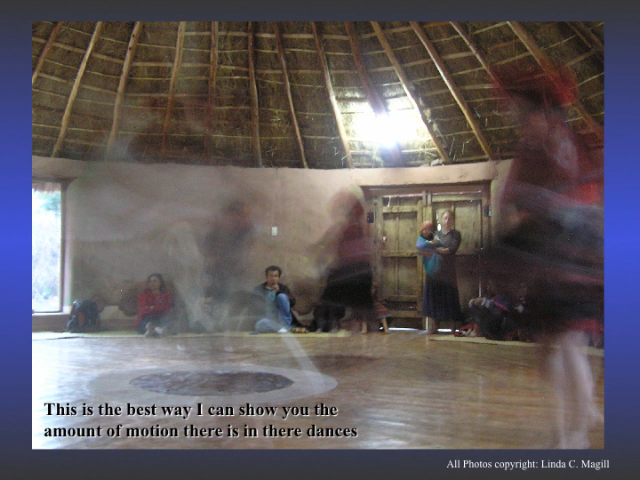 This is the best way I can show you the
amount of motion there is in there dances
All Photos copyright: Linda C. Magill